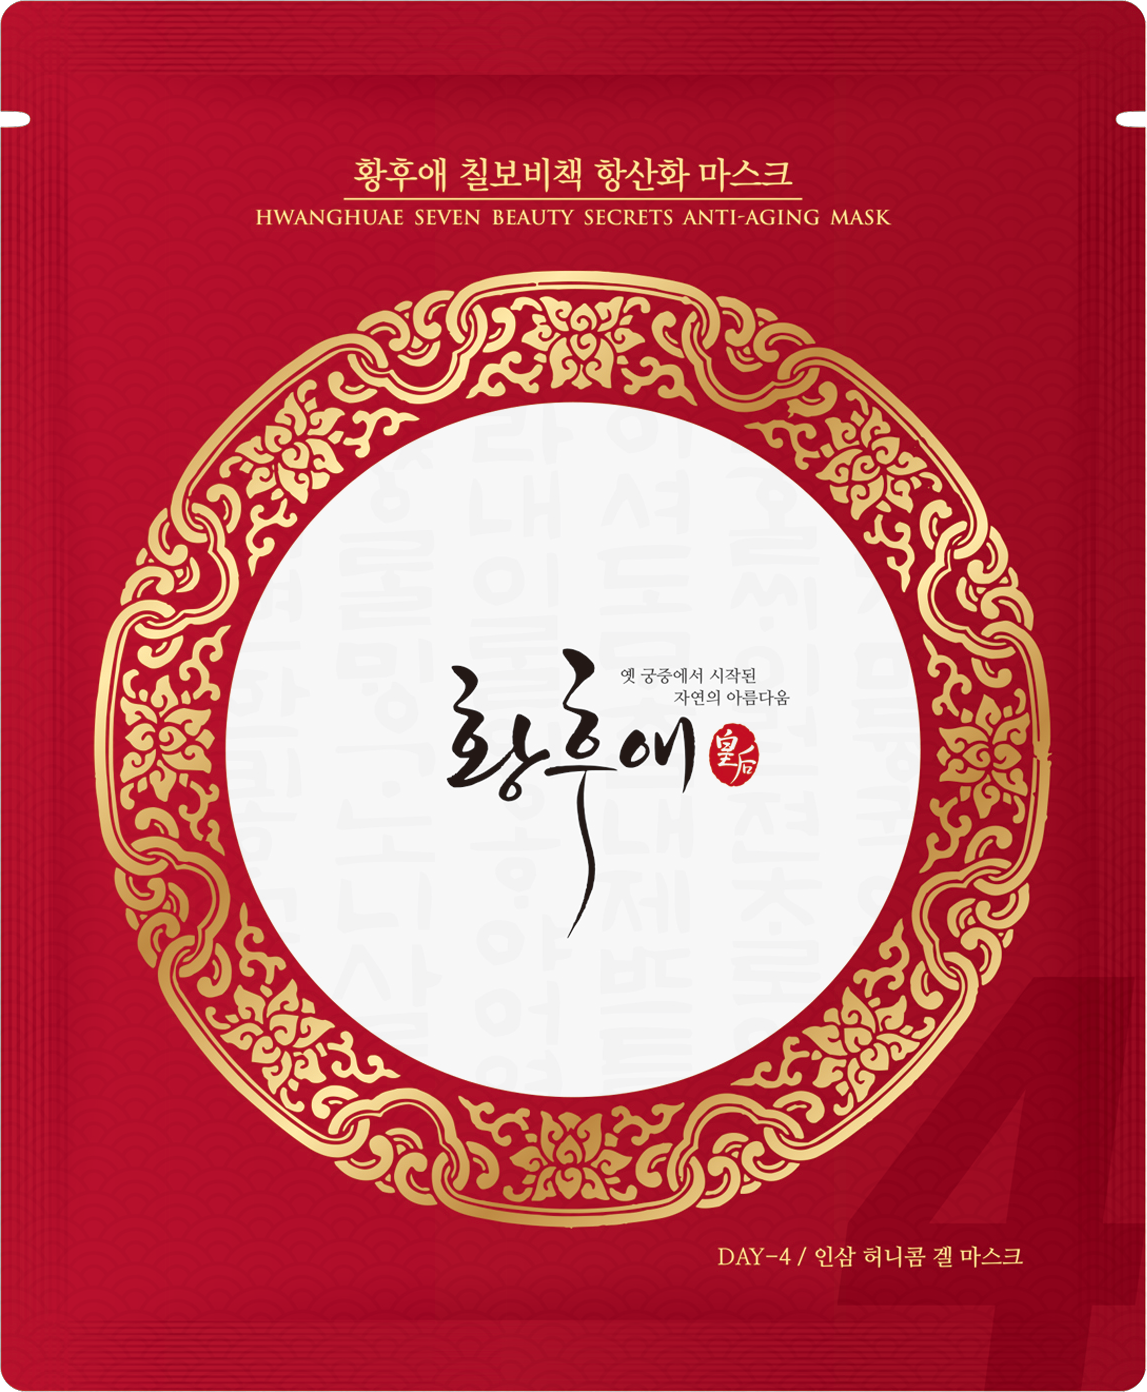 황후애 칠보비책 항산화 마스크
HWANGHUAE SEVEN BEAUTY SECRETS ANTI-AGING MASK
옛 궁중에서 시작된
자연의 아름다움
황후애 皇后
DAY-4 / 인삼 허니콤 겔 마스크
4